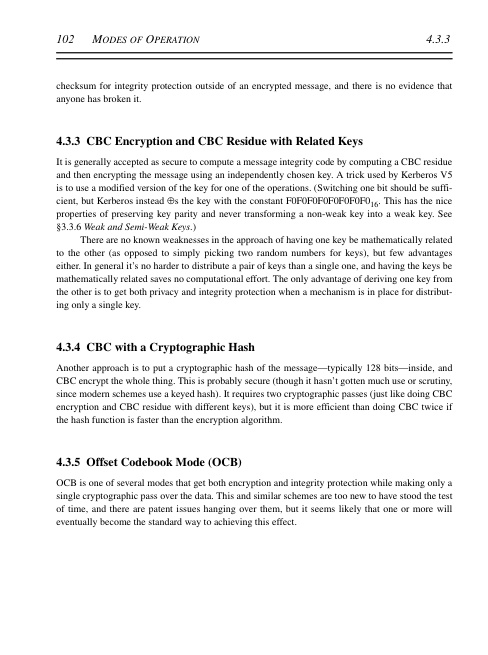 102 MODES OF OPERATION 4.3.3
checksum for integrity protection outside of an encrypted message, and there is no evidence that
anyone has broken it.
4.3.3 CBC Encryption and CBC Residue with Related Keys
It is generally accepted as secure to compute a message integrity code by computing a CBC residue
and then encrypting the message using an independently chosen key. A trick used by Kerberos V5
is to use a modified version of the key for one of the operations. (Switching one bit should be suffi-
cient, but Kerberos instead ⊕s the key with the constant F0F0F0F0F0F0F0F0₁₆. This has the nice
properties of preserving key parity and never transforming a non-weak key into a weak key. See
§3.3.6 Weak and Semi-Weak Keys.)
There are no known weaknesses in the approach of having one key be mathematically related
to the other (as opposed to simply picking two random numbers for keys), but few advantages
either. In general it's no harder to distribute a pair of keys than a single one, and having the keys be
mathematically related saves no computational effort. The only advantage of deriving one key from
the other is to get both privacy and integrity protection when a mechanism is in place for distribut-
ing only a single key.
4.3.4 CBC with a Cryptographic Hash
Another approach is to put a cryptographic hash of the message—typically 128 bits—inside, and
CBC encrypt the whole thing. This is probably secure (though it hasn't gotten much use or scrutiny,
since modern schemes use a keyed hash). It requires two cryptographic passes (just like doing CBC
encryption and CBC residue with different keys), but it is more efficient than doing CBC twice if
the hash function is faster than the encryption algorithm.
4.3.5 Offset Codebook Mode (OCB)
OCB is one of several modes that get both encryption and integrity protection while making only a
single cryptographic pass over the data. This and similar schemes are too new to have stood the test
of time, and there are patent issues hanging over them, but it seems likely that one or more will
eventually become the standard way to achieving this effect.